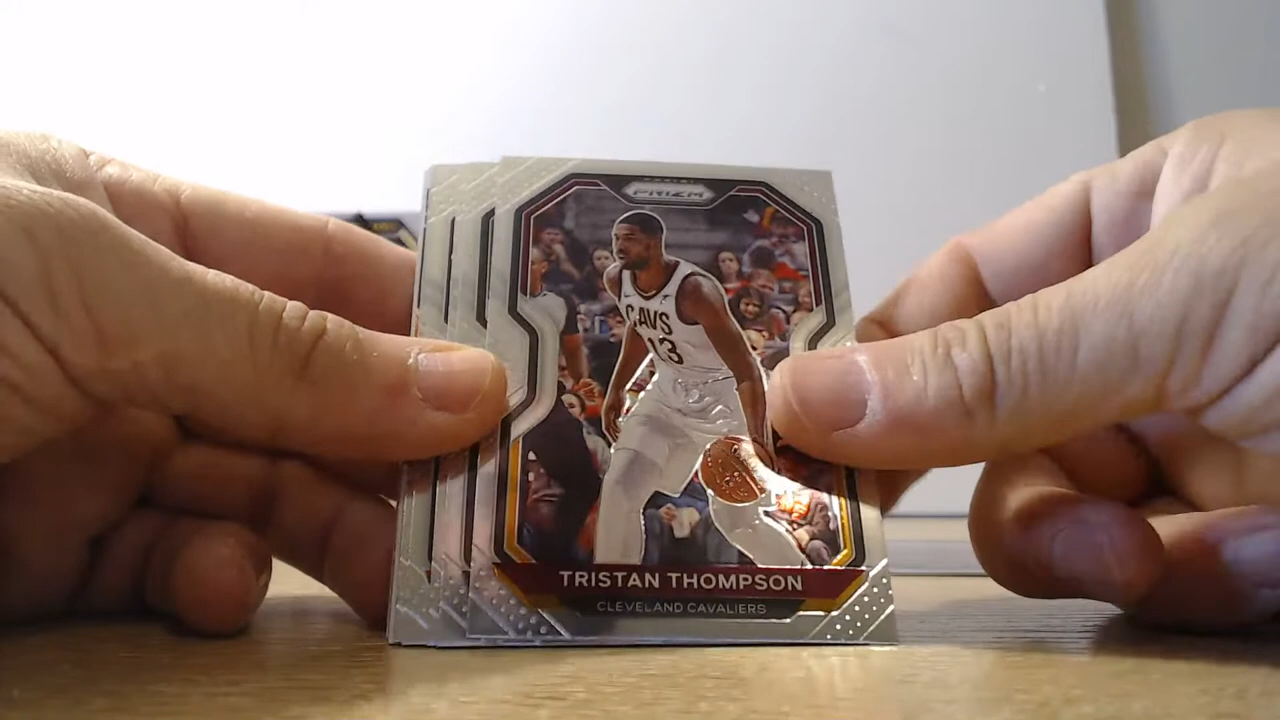 PRIZM
CAVS
13
TRISTAN THOMPSON
CLEVELAND CAVALIERS